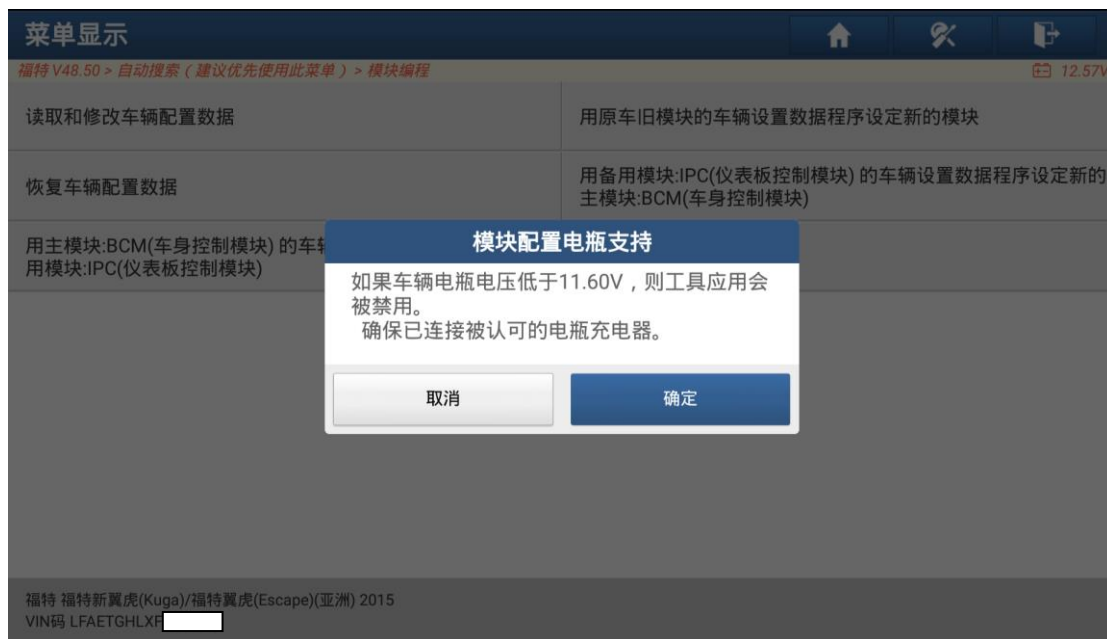 菜单显示
福特 V48.50 > 自动搜索 ( 建议优先使用此菜单 ) > 模块编程
12.57V
读取和修改车辆配置数据
用原车旧模块的车辆设置数据程序设定新的模块
恢复车辆配置数据
用备用模块:IPC(仪表板控制模块) 的车辆设置数据程序设定新的
主模块:BCM(车身控制模块)
用主模块:BCM(车身控制模块) 的车
用模块:IPC(仪表板控制模块)
模块配置电瓶支持
如果车辆电瓶电压低于11.60V，则工具应用会
被禁用。
确保已连接被认可的电瓶充电器。
取消
确定
福特 福特新翼虎(Kuga)/福特翼虎(Escape)(亚洲) 2015
VIN码 LFAETGHLXF